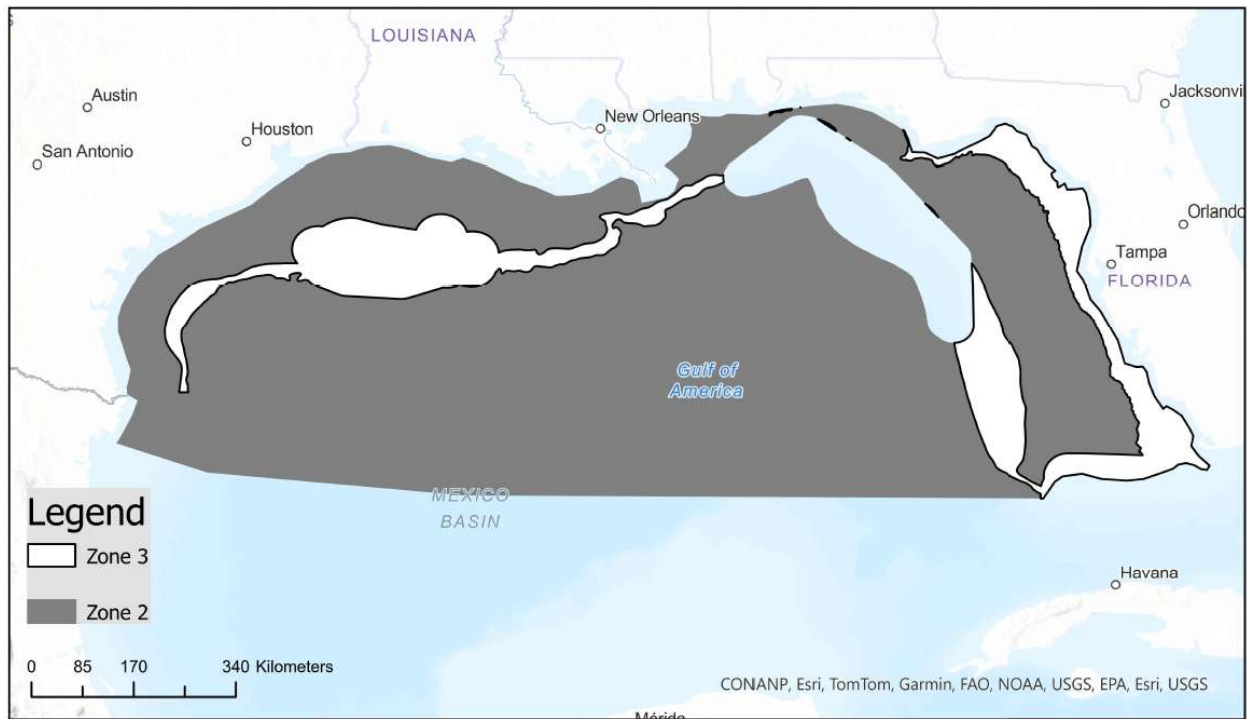 LOUISIANA
Austin
Jacksonvi
New Orleans
Houston
San Antonio
Orlando
Tampa
FLORIDA
Gulf of
America
MEXICO
BASIN
Legend
Zone 3
Zone 2
Havana
0 85 170 340 Kilometers
CONANP, Esri, TomTom, Garmin, FAO, NOAA, USGS, EPA, Esri, USGS
Mérida